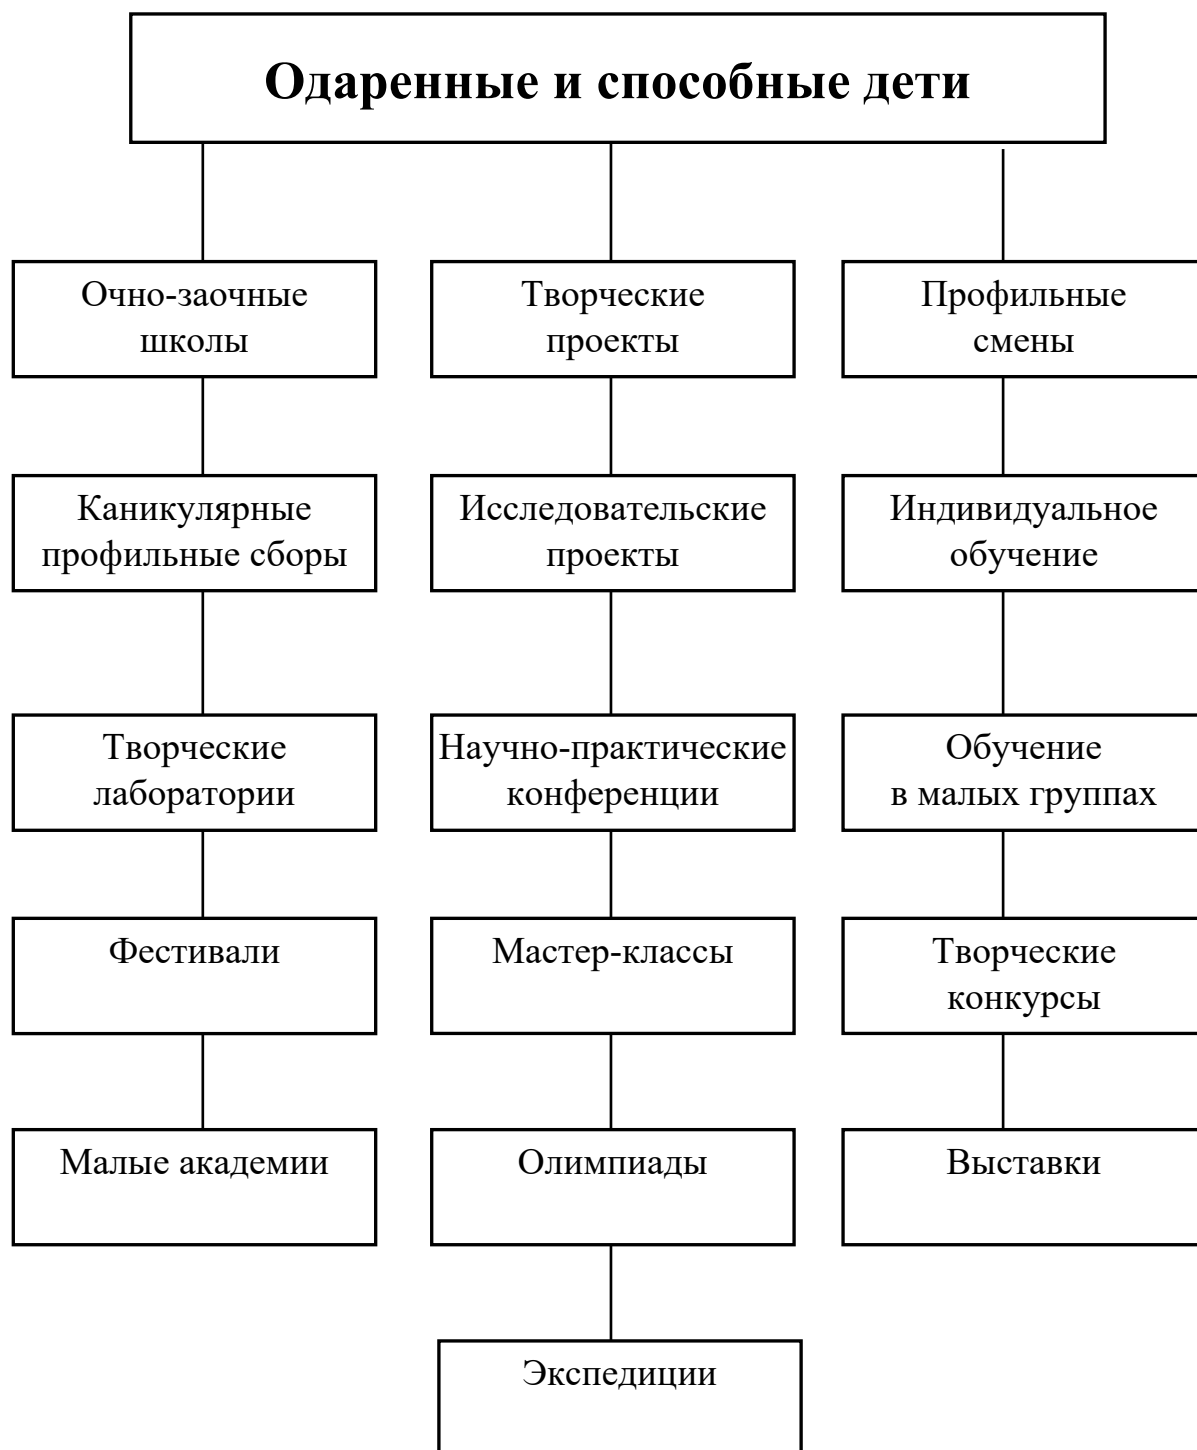 Одаренные и способные дети
Очно-заочные
школы
Творческие
проекты
Профильные
смены
Каникулярные
профильные сборы
Исследовательские
проекты
Индивидуальное
обучение
Творческие
лаборатории
Научно-практические
конференции
Обучение
в малых группах
Фестивали
Мастер-классы
Творческие
конкурсы
Малые академии
Олимпиады
Выставки
Экспедиции